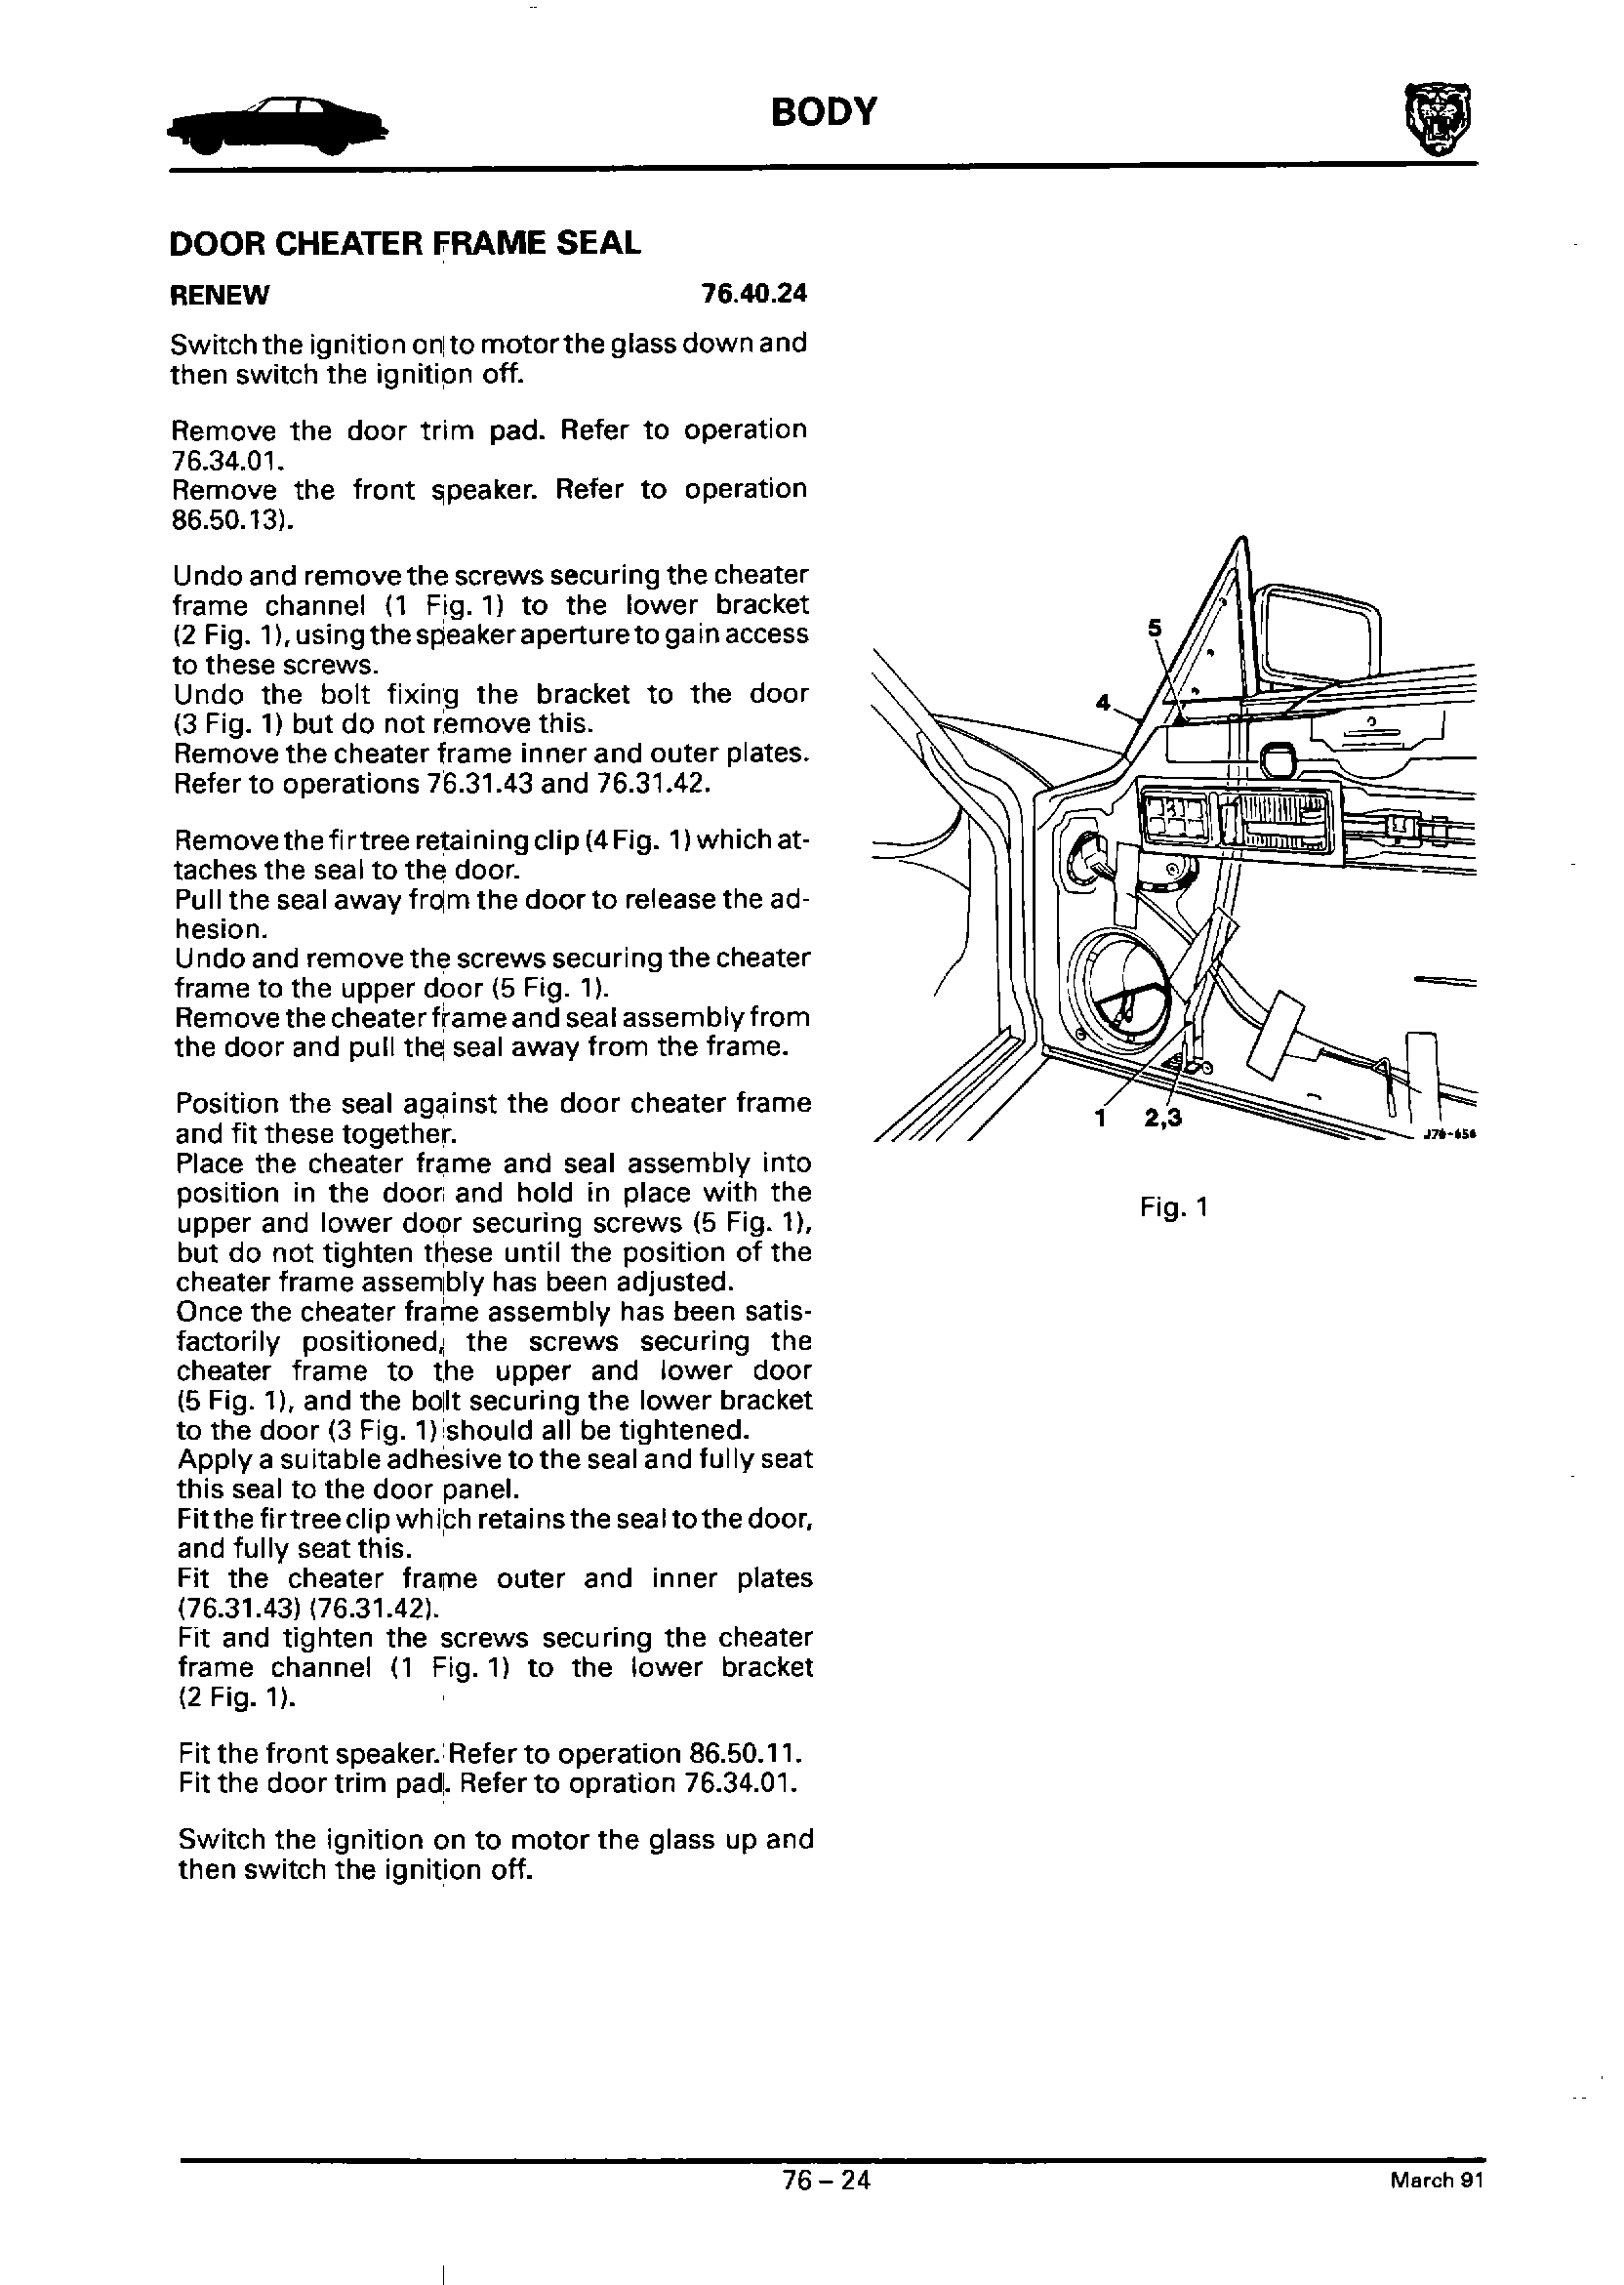 BODY
DOOR CHEATER FRAME SEAL
RENEW 76.40.24
Switch the ignition on to motor the glass down and
then switch the ignition off.
Remove the door trim pad. Refer to operation
76.34.01.
Remove the front speaker. Refer to operation
86.50.13).
Undo and remove the screws securing the cheater
frame channel (1 Fig. 1) to the lower bracket
(2 Fig. 1), using the speaker aperture to gain access
to these screws.
Undo the bolt fixing the bracket to the door
(3 Fig. 1) but do not remove this.
Remove the cheater frame inner and outer plates.
Refer to operations 76.31.43 and 76.31.42.
Remove the fir tree retaining clip (4 Fig. 1) which at-
taches the seal to the door.
Pull the seal away from the door to release the ad-
hesion.
Undo and remove the screws securing the cheater
frame to the upper door (5 Fig. 1).
Remove the cheater frame and seal assembly from
the door and pull the seal away from the frame.
Position the seal against the door cheater frame
and fit these together.
Place the cheater frame and seal assembly into
position in the door and hold in place with the
upper and lower door securing screws (5 Fig. 1),
but do not tighten these until the position of the
cheater frame assembly has been adjusted.
Once the cheater frame assembly has been satis-
factorily positioned, the screws securing the
cheater frame to the upper and lower door
(5 Fig. 1), and the bolt securing the lower bracket
to the door (3 Fig. 1) should all be tightened.
Apply a suitable adhesive to the seal and fully seat
this seal to the door panel.
Fit the fir tree clip which retains the seal to the door,
and fully seat this.
Fit the cheater frame outer and inner plates
(76.31.43) (76.31.42).
Fit and tighten the screws securing the cheater
frame channel (1 Fig. 1) to the lower bracket
(2 Fig. 1).
Fit the front speaker. Refer to operation 86.50.11.
Fit the door trim pad. Refer to opration 76.34.01.
Switch the ignition on to motor the glass up and
then switch the ignition off.
5
4
1 2,3
J76-656
Fig. 1
76 – 24
March 91